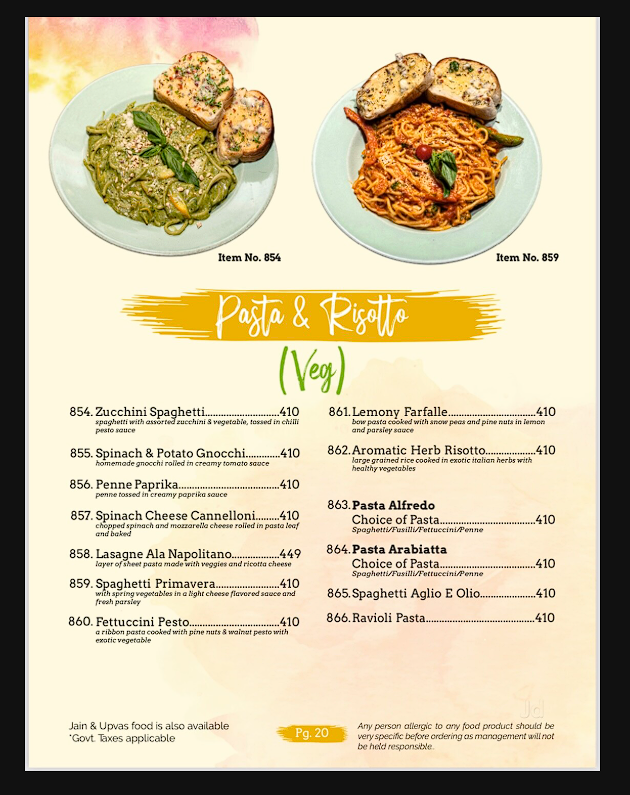 Item No. 854
Item No. 859
Pasta & Risotto
(Veg)
854. Zucchini Spaghetti............................410
spaghetti with assorted zucchini & vegetable, tossed in chilli
pesto sauce
855. Spinach & Potato Gnocchi.............410
homemade gnocchi rolled in creamy tomato sauce
856. Penne Paprika...................................410
penne tossed in creamy paprika sauce
857. Spinach Cheese Cannelloni........410
chopped spinach and mozzarella cheese rolled in pasta leaf
and baked
858. Lasagne Ala Napolitano...............449
layer of sheet pasta made with veggies and ricotta cheese
859. Spaghetti Primavera......................410
with spring vegetables in a light cheese flavored sauce and
fresh parsley
860. Fettuccini Pesto...............................410
a ribbon pasta cooked with pine nuts & walnut pesto with
exotic vegetable
861. Lemony Farfalle.................................410
bow pasta cooked with snow peas and pine nuts in lemon
and parsley sauce
862. Aromatic Herb Risotto...................410
large grained rice cooked in exotic italian herbs with
healthy vegetables
863. Pasta Alfredo
Choice of Pasta..................................410
Spaghetti/Fusilli/Fettuccini/Penne
864. Pasta Arabiatta
Choice of Pasta..................................410
Spaghetti/Fusilli/Fettuccini/Penne
865. Spaghetti Aglio E Olio....................410
866. Ravioli Pasta.........................................410
Jain & Upvas food is also available
*Govt. Taxes applicable
Pg. 20
Any person allergic to any food product should be
very specific before ordering as management will not
be held responsible..
Jd